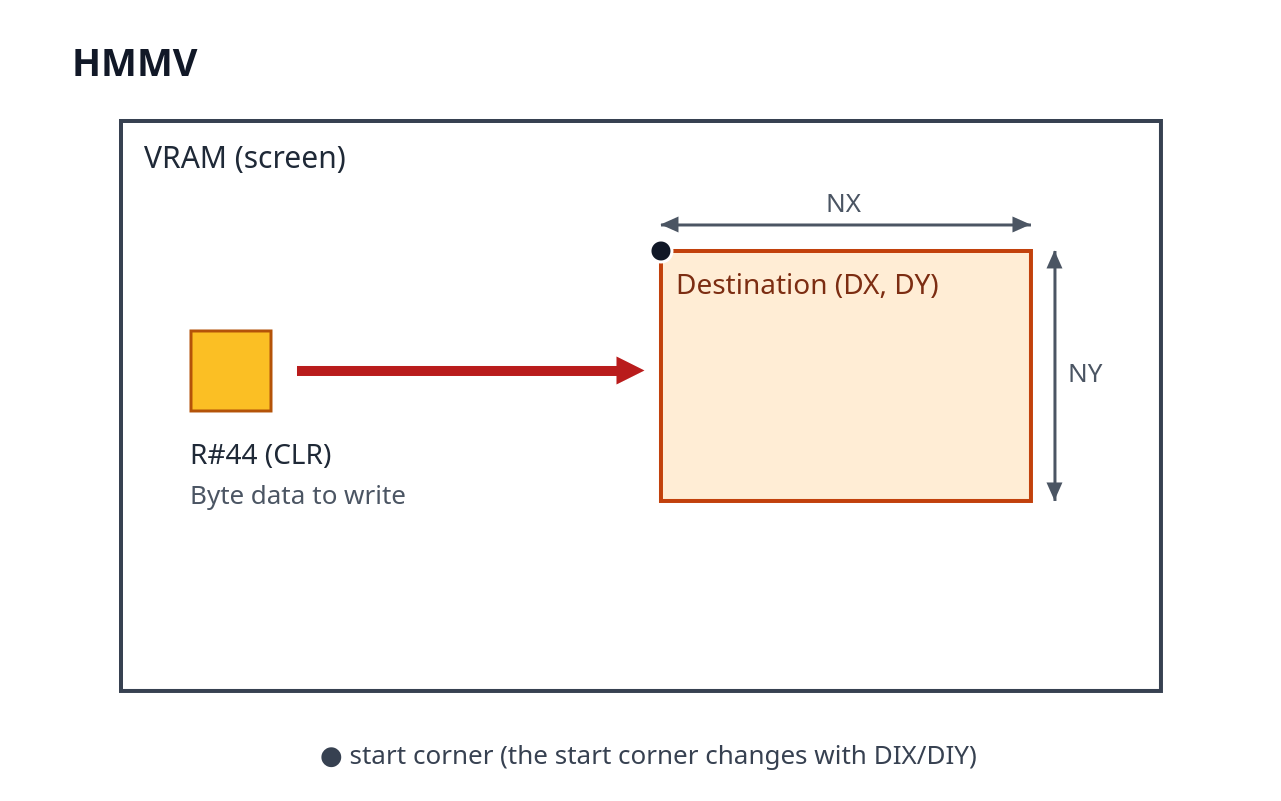 HMMV
VRAM (screen)
NX
Destination (DX, DY)
NY
R#44 (CLR)
Byte data to write
start corner (the start corner changes with DIX/DIY)